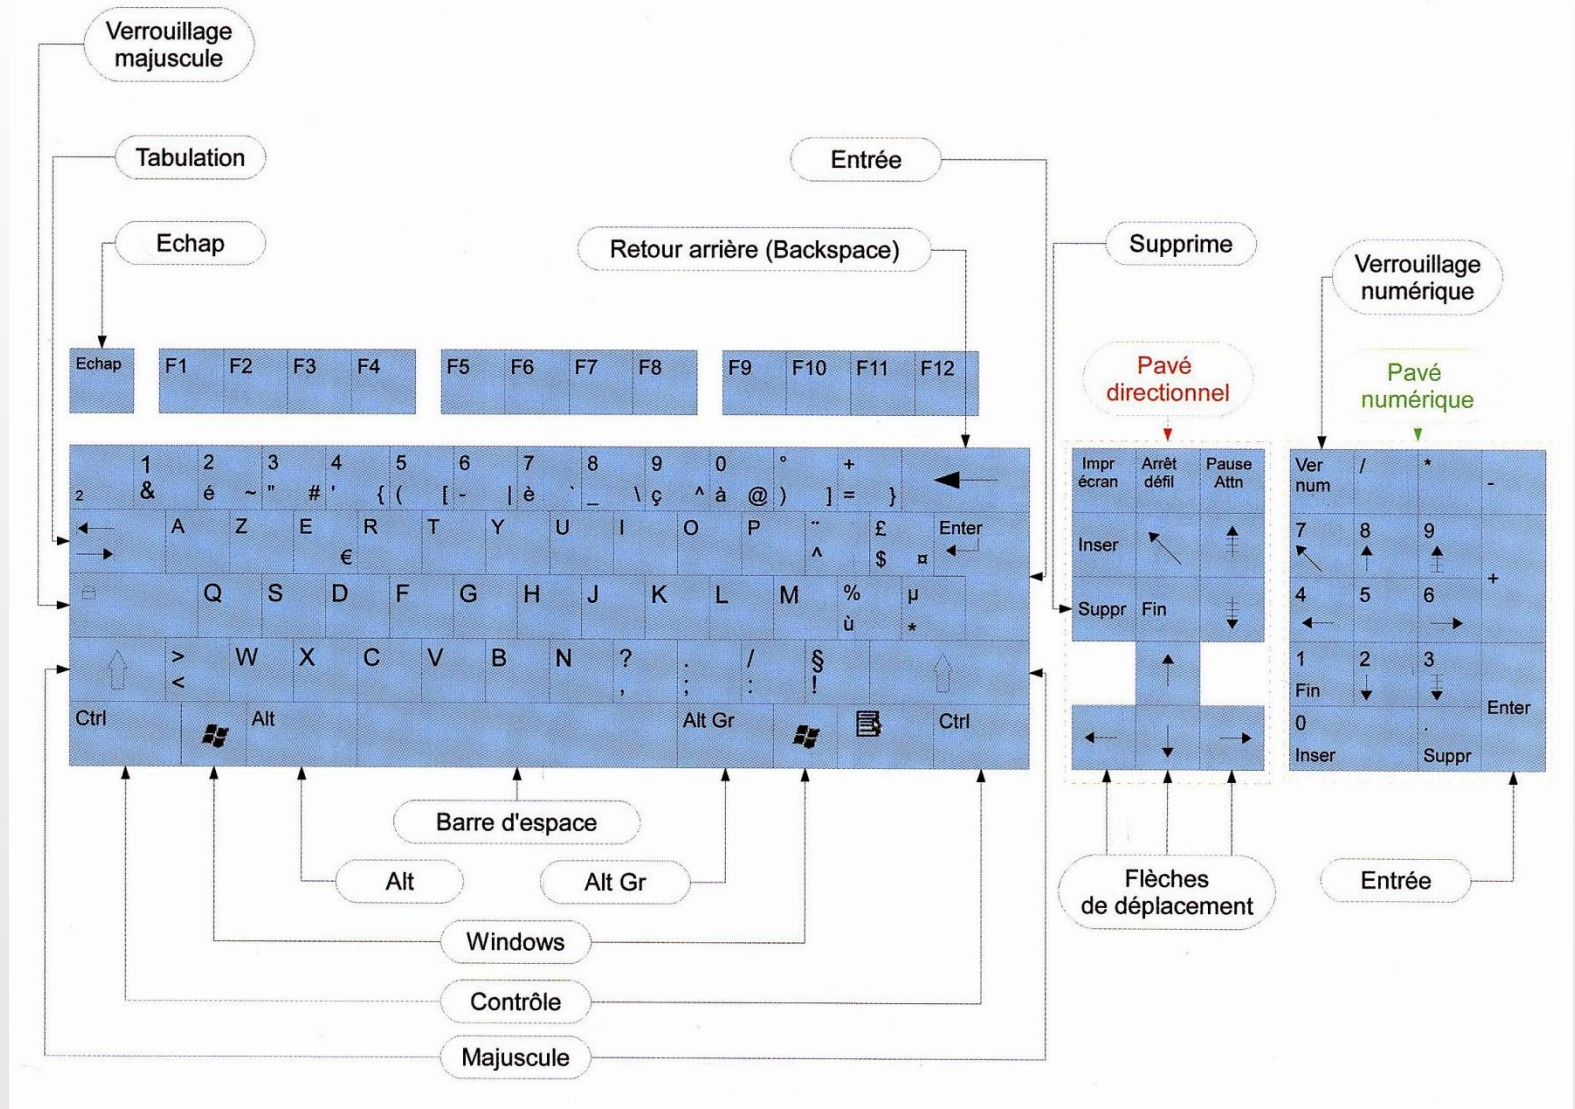 Verrouillage
majuscule
Tabulation
Entrée
Echap
Retour arrière (Backspace)
Supprime
Verrouillage
numérique
Echap F1 F2 F3 F4 F5 F6 F7 F8 F9 F10 F11 F12
Pavé
directionnel
Pavé
numérique
1 2 3 4 5 6 7 8 9 0 ° +
2 & é ~ " # ' { ( [ - | è ` _ \ ç ^ à @ ) ] = }
Impr
écran
Arrêt
défil
Pause
Attn
Ver
num
/ * -
A Z E R T Y U I O P ¨ £ Enter
€ ^ $ ¤
Inser
7 8 9
+
Q S D F G H J K L M % µ
ù *
Suppr Fin
4 5 6
> W X C V B N ? . / §
< , ; : !
1 2 3
Fin
Ctrl Alt Alt Gr Ctrl
Enter
0 .
Inser Suppr
Barre d'espace
Alt
Alt Gr
Flèches
de déplacement
Entrée
Windows
Contrôle
Majuscule